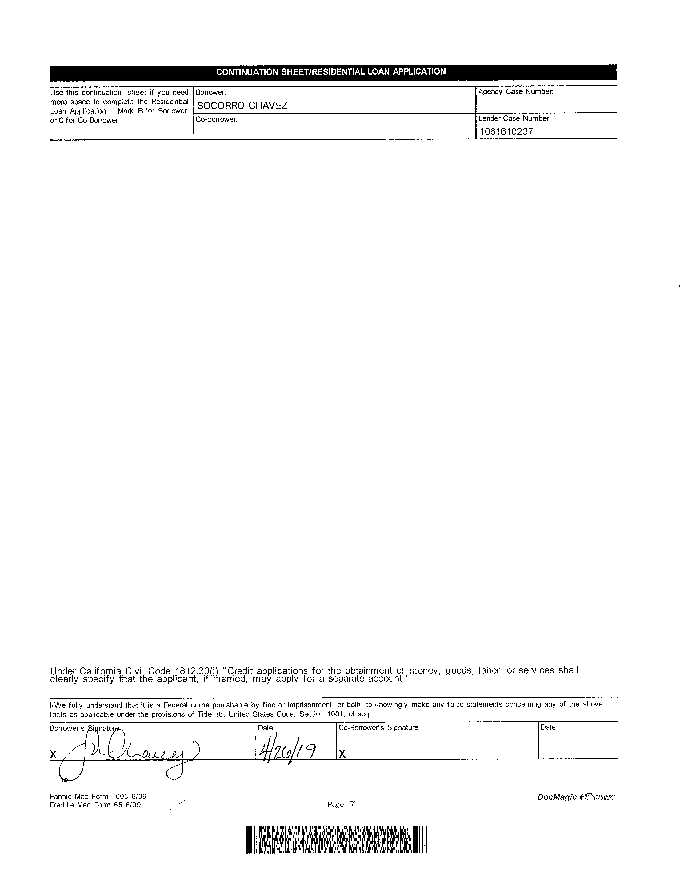 CONTINUATION SHEET/RESIDENTIAL LOAN APPLICATION
Use this continuation sheet if you need
more space to complete the Residential
Loan Application. Mark B for Borrower
or C for Co-Borrower.
Borrower:
SOCORRO CHAVEZ
Co-Borrower:
Agency Case Number:
Lender Case Number:
1061610237
Under California Civil Code 1812.30(j) "Credit applications for the obtainment of money, goods, labor, or services shall
clearly specify that the applicant, if married, may apply for a separate account."
I/We fully understand that it is a Federal crime punishable by fine or imprisonment, or both, to knowingly make any false statements concerning any of the above
facts as applicable under the provisions of Title 18, United States Code, Section 1001, et seq.
Borrower's Signature
X
Date
4/26/19
Co-Borrower's Signature
X
Date
Fannie Mae Form 1003 6/09
Freddie Mac Form 65 6/09
Page 7
DocMagic